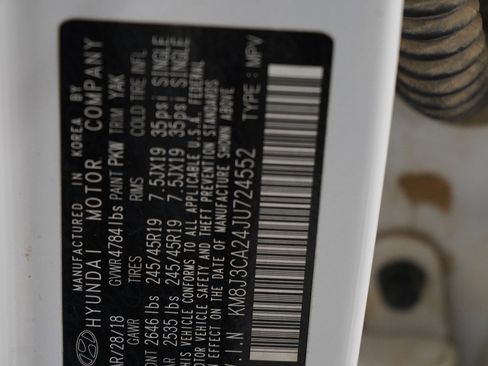 MANUFACTURED IN KOREA BY
HYUNDAI MOTOR COMPANY
AR/28/18 GVWR 4784 lbs PAINT PKW TRIM YAK
GAWR TIRES RIMS COLD TIRE INFL
ONT 2646 lbs 245/45R19 7.5JX19 35psi SINGLE
AR 2535 lbs 245/45R19 7.5JX19 35psi SINGLE
IS VEHICLE CONFORMS TO ALL APPLICABLE U.S.A. FEDERAL
MOTOR VEHICLE SAFETY AND THEFT PREVENTION STANDARDS
EFFECT ON THE DATE OF MANUFACTURE SHOWN ABOVE
V.I.N KM8J3CA24JU724552 TYPE : MPV